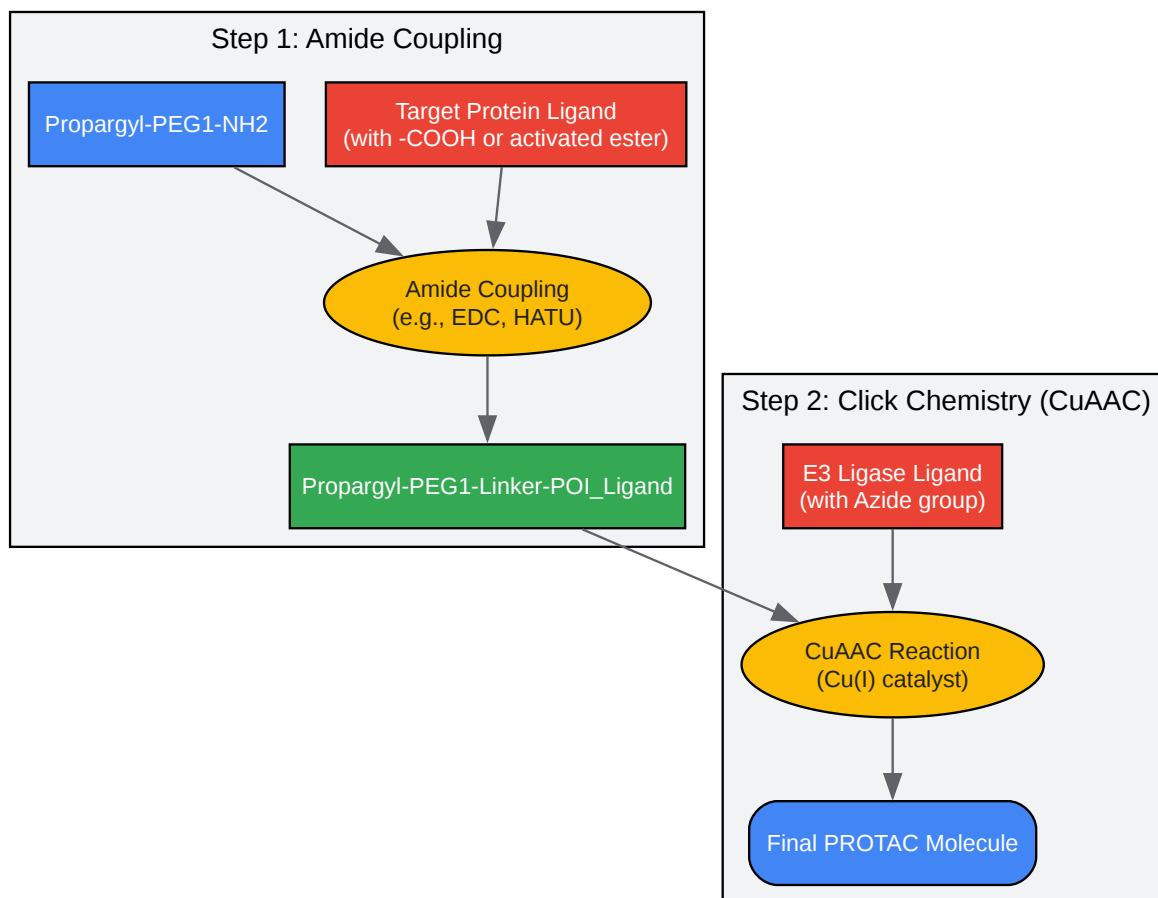 Step 1: Amide Coupling
Propargyl-PEG1-NH2
Target Protein Ligand
(with -COOH or activated ester)
Amide Coupling
(e.g., EDC, HATU)
Propargyl-PEG1-Linker-POI_Ligand
Step 2: Click Chemistry (CuAAC)
E3 Ligase Ligand
(with Azide group)
CuAAC Reaction
(Cu(I) catalyst)
Final PROTAC Molecule